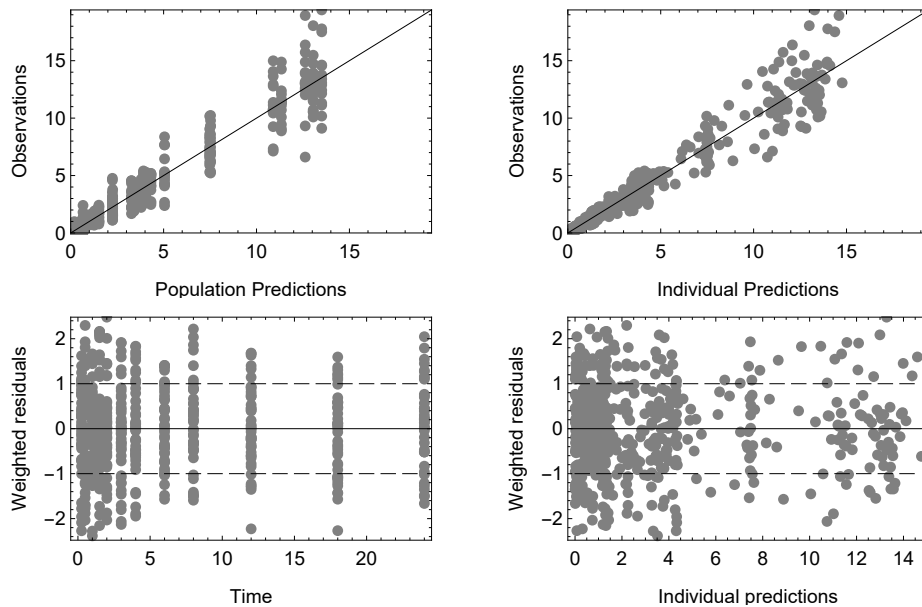 15
10
5
0
Observations
0 5 10 15
Population Predictions
15
10
5
0
Observations
0 5 10 15
Individual Predictions
2
1
0
−1
−2
Weighted residuals
0 5 10 15 20
Time
2
1
0
−1
−2
Weighted residuals
0 2 4 6 8 10 12 14
Individual predictions